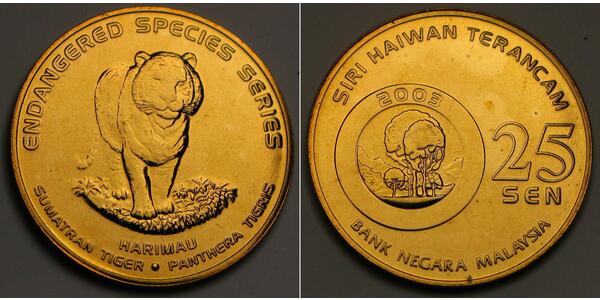 ENDANGERED SPECIES SERIES
HARIMAU
SUMATRAN TIGER • PANTHERA TIGRIS
SIRI HAIWAN TERANCAM
2003
25
SEN
BANK NEGARA MALAYSIA